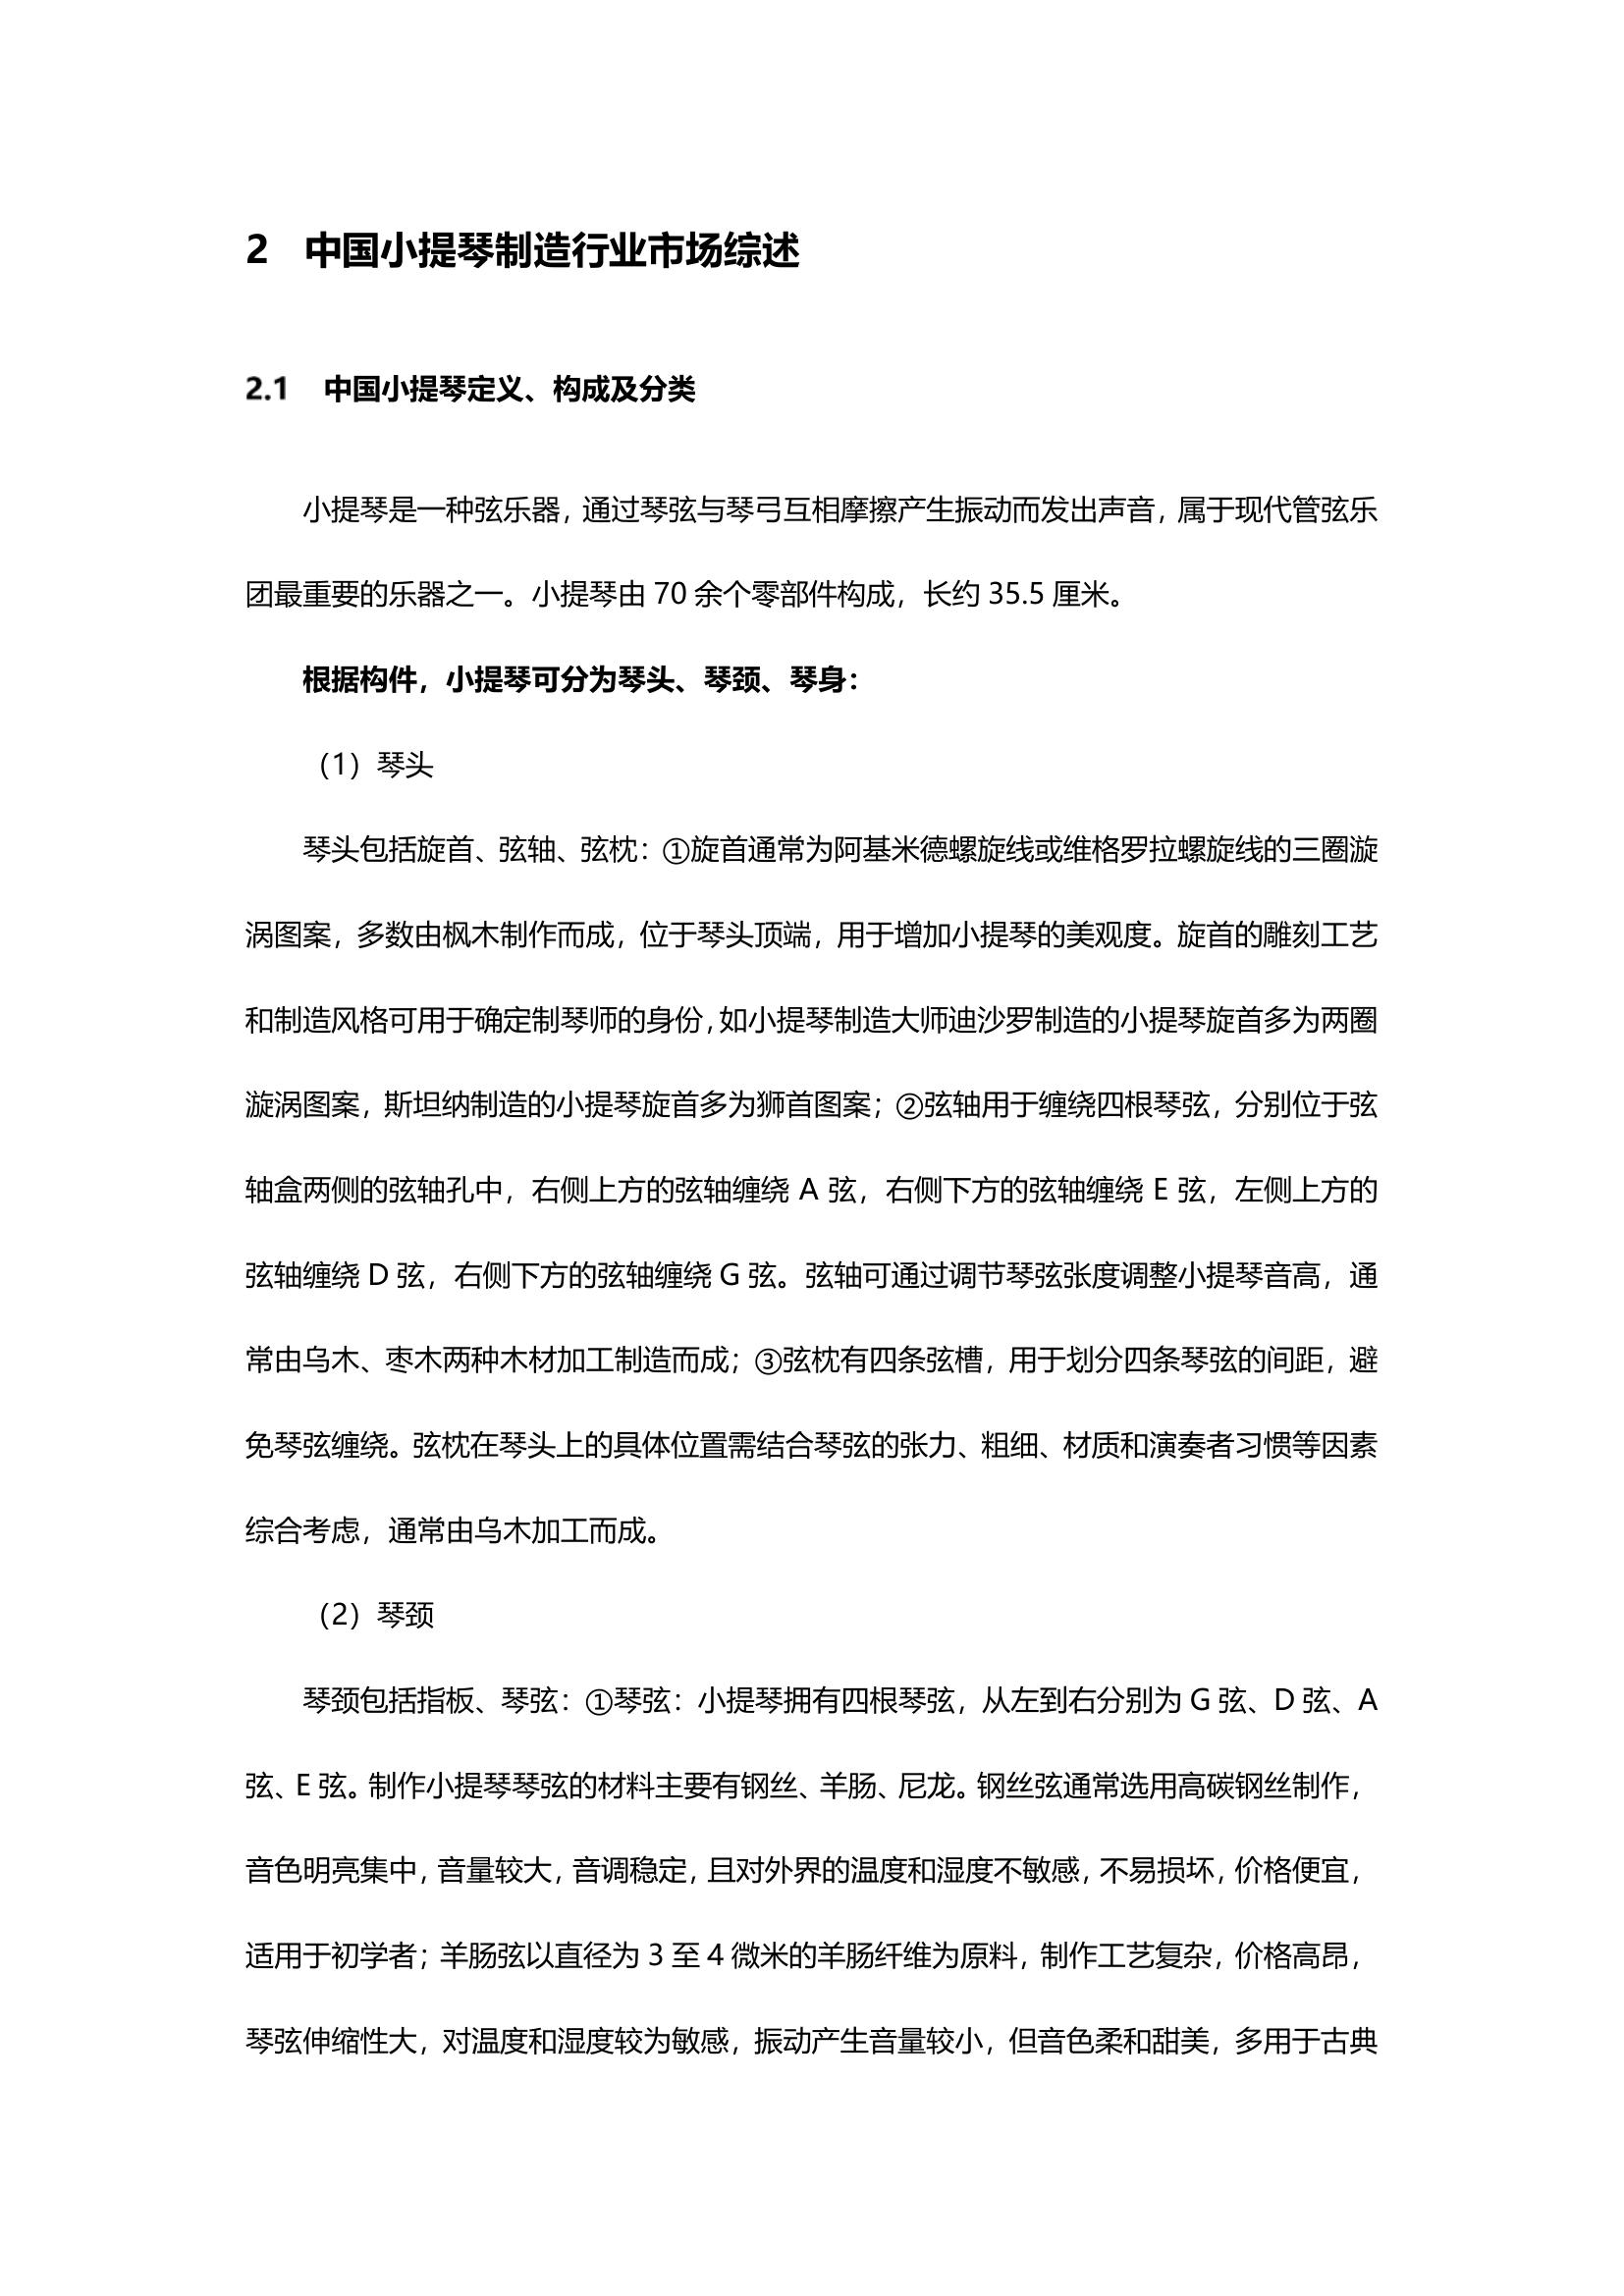 2 中国小提琴制造行业市场综述
2.1 中国小提琴定义、构成及分类
小提琴是一种弦乐器，通过琴弦与琴弓互相摩擦产生振动而发出声音，属于现代管弦乐
团最重要的乐器之一。小提琴由 70 余个零部件构成，长约 35.5 厘米。
根据构件，小提琴可分为琴头、琴颈、琴身：
（1）琴头
琴头包括旋首、弦轴、弦枕：①旋首通常为阿基米德螺旋线或维格罗拉螺旋线的三圈漩
涡图案，多数由枫木制作而成，位于琴头顶端，用于增加小提琴的美观度。旋首的雕刻工艺
和制造风格可用于确定制琴师的身份，如小提琴制造大师迪沙罗制造的小提琴旋首多为两圈
漩涡图案，斯坦纳制造的小提琴旋首多为狮首图案；②弦轴用于缠绕四根琴弦，分别位于弦
轴盒两侧的弦轴孔中，右侧上方的弦轴缠绕 A 弦，右侧下方的弦轴缠绕 E 弦，左侧上方的
弦轴缠绕 D 弦，右侧下方的弦轴缠绕 G 弦。弦轴可通过调节琴弦张度调整小提琴音高，通
常由乌木、枣木两种木材加工制造而成；③弦枕有四条弦槽，用于划分四条琴弦的间距，避
免琴弦缠绕。弦枕在琴头上的具体位置需结合琴弦的张力、粗细、材质和演奏者习惯等因素
综合考虑，通常由乌木加工而成。
（2）琴颈
琴颈包括指板、琴弦：①琴弦：小提琴拥有四根琴弦，从左到右分别为 G 弦、D 弦、A
弦、E 弦。制作小提琴琴弦的材料主要有钢丝、羊肠、尼龙。钢丝弦通常选用高碳钢丝制作，
音色明亮集中，音量较大，音调稳定，且对外界的温度和湿度不敏感，不易损坏，价格便宜，
适用于初学者；羊肠弦以直径为 3 至 4 微米的羊肠纤维为原料，制作工艺复杂，价格高昂，
琴弦伸缩性大，对温度和湿度较为敏感，振动产生音量较小，但音色柔和甜美，多用于古典